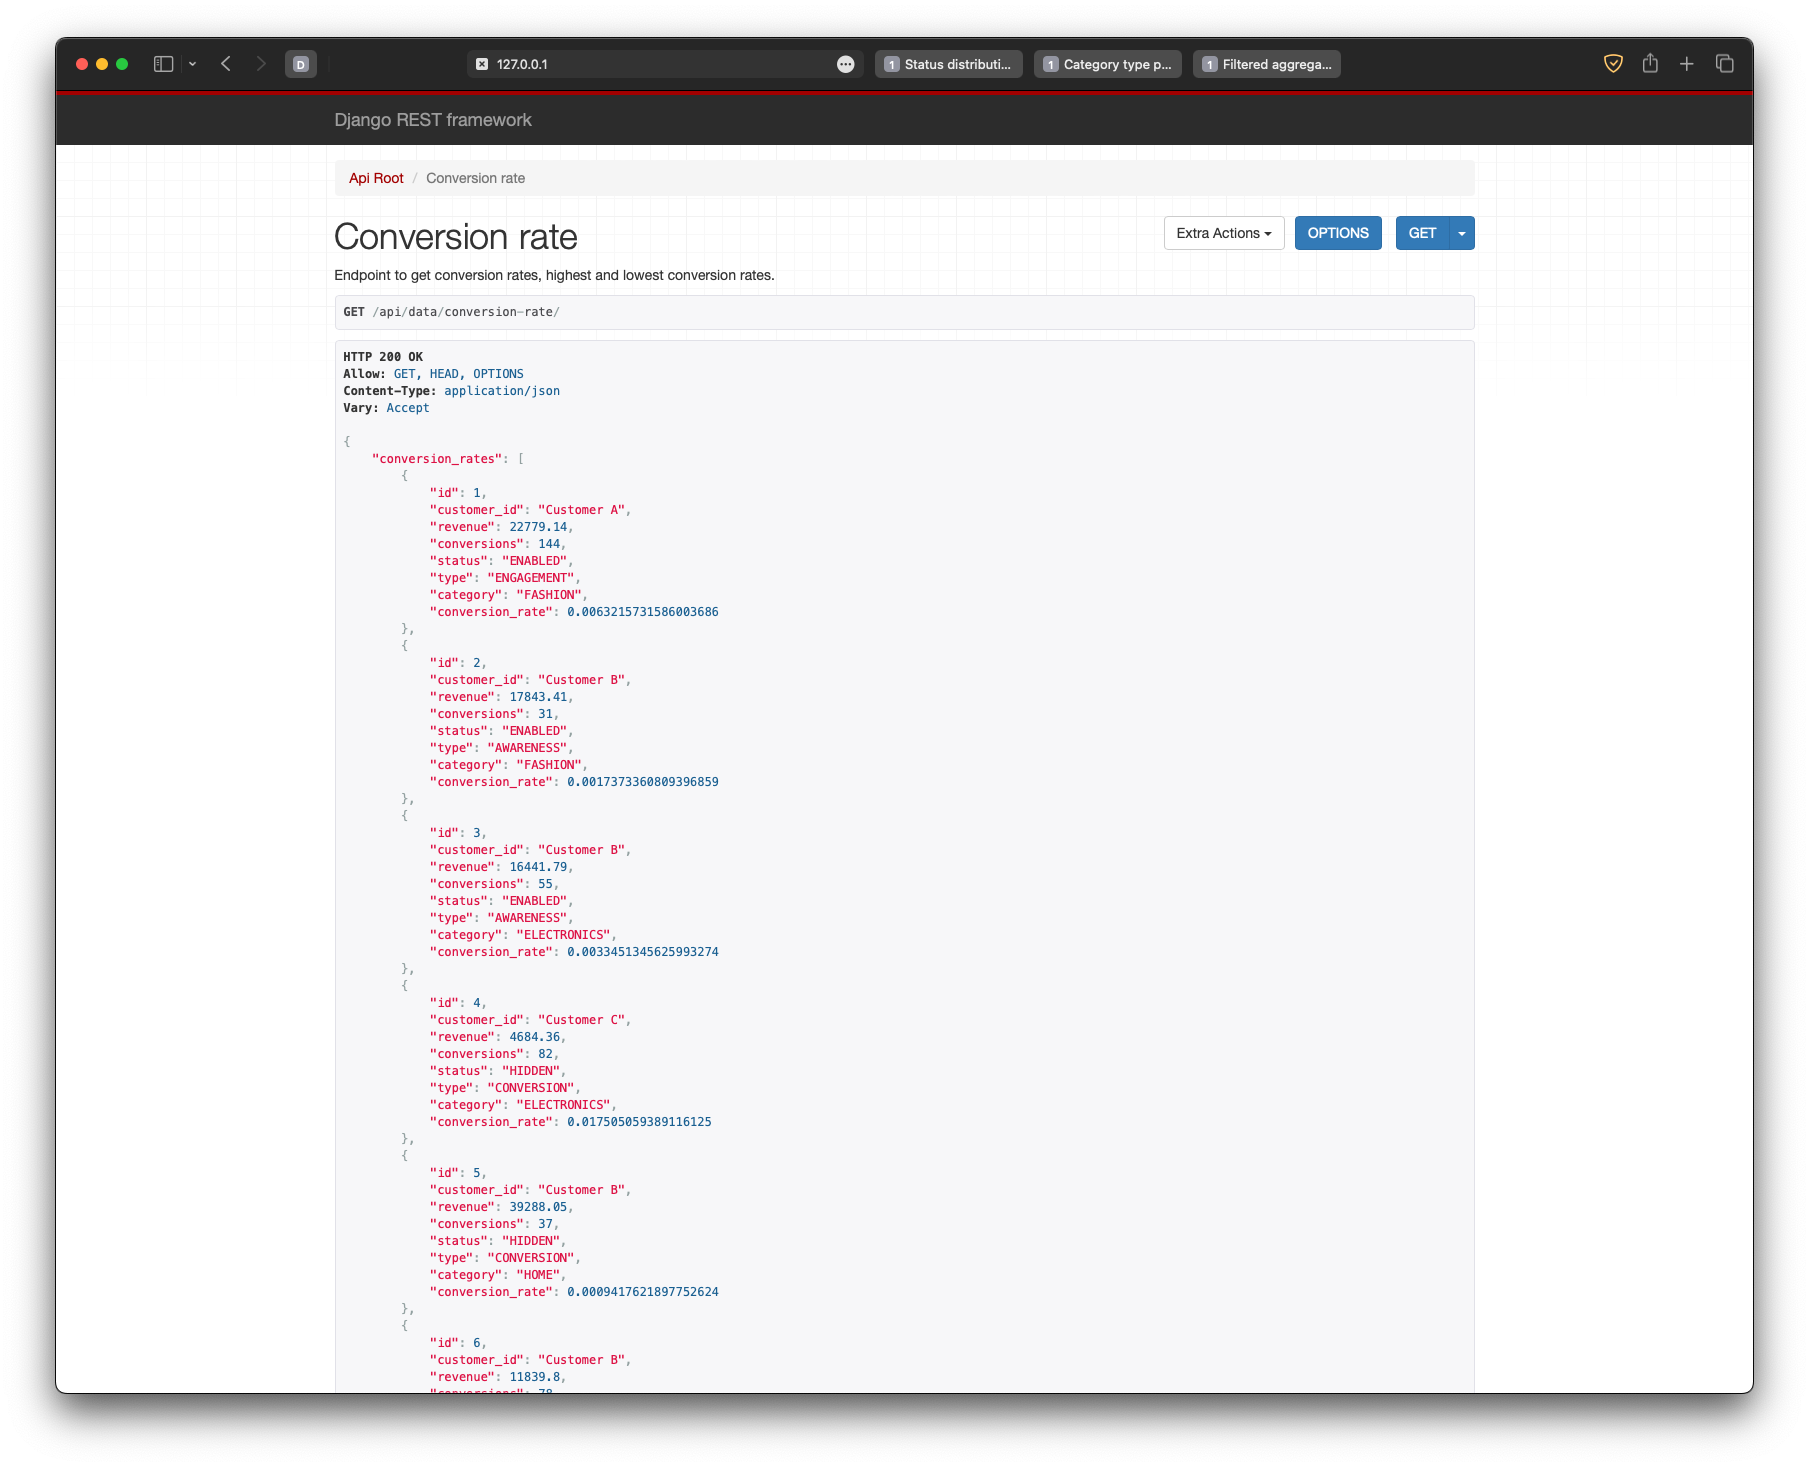 D
127.0.0.1
1 Status distributi...
1 Category type p...
1 Filtered aggrega...
Django REST framework
Api Root / Conversion rate
Conversion rate
Extra Actions
OPTIONS
GET
Endpoint to get conversion rates, highest and lowest conversion rates.
GET /api/data/conversion-rate/
HTTP 200 OK
Allow: GET, HEAD, OPTIONS
Content-Type: application/json
Vary: Accept
{
"conversion_rates": [
{
"id": 1,
"customer_id": "Customer A",
"revenue": 22779.14,
"conversions": 144,
"status": "ENABLED",
"type": "ENGAGEMENT",
"category": "FASHION",
"conversion_rate": 0.0063215731586003686
},
{
"id": 2,
"customer_id": "Customer B",
"revenue": 17843.41,
"conversions": 31,
"status": "ENABLED",
"type": "AWARENESS",
"category": "FASHION",
"conversion_rate": 0.0017373360809396859
},
{
"id": 3,
"customer_id": "Customer B",
"revenue": 16441.79,
"conversions": 55,
"status": "ENABLED",
"type": "AWARENESS",
"category": "ELECTRONICS",
"conversion_rate": 0.0033451345625993274
},
{
"id": 4,
"customer_id": "Customer C",
"revenue": 4684.36,
"conversions": 82,
"status": "HIDDEN",
"type": "CONVERSION",
"category": "ELECTRONICS",
"conversion_rate": 0.017505059389116125
},
{
"id": 5,
"customer_id": "Customer B",
"revenue": 39288.05,
"conversions": 37,
"status": "HIDDEN",
"type": "CONVERSION",
"category": "HOME",
"conversion_rate": 0.0009417621897752624
},
{
"id": 6,
"customer_id": "Customer B",
"revenue": 11839.8,
"conversions": 78,